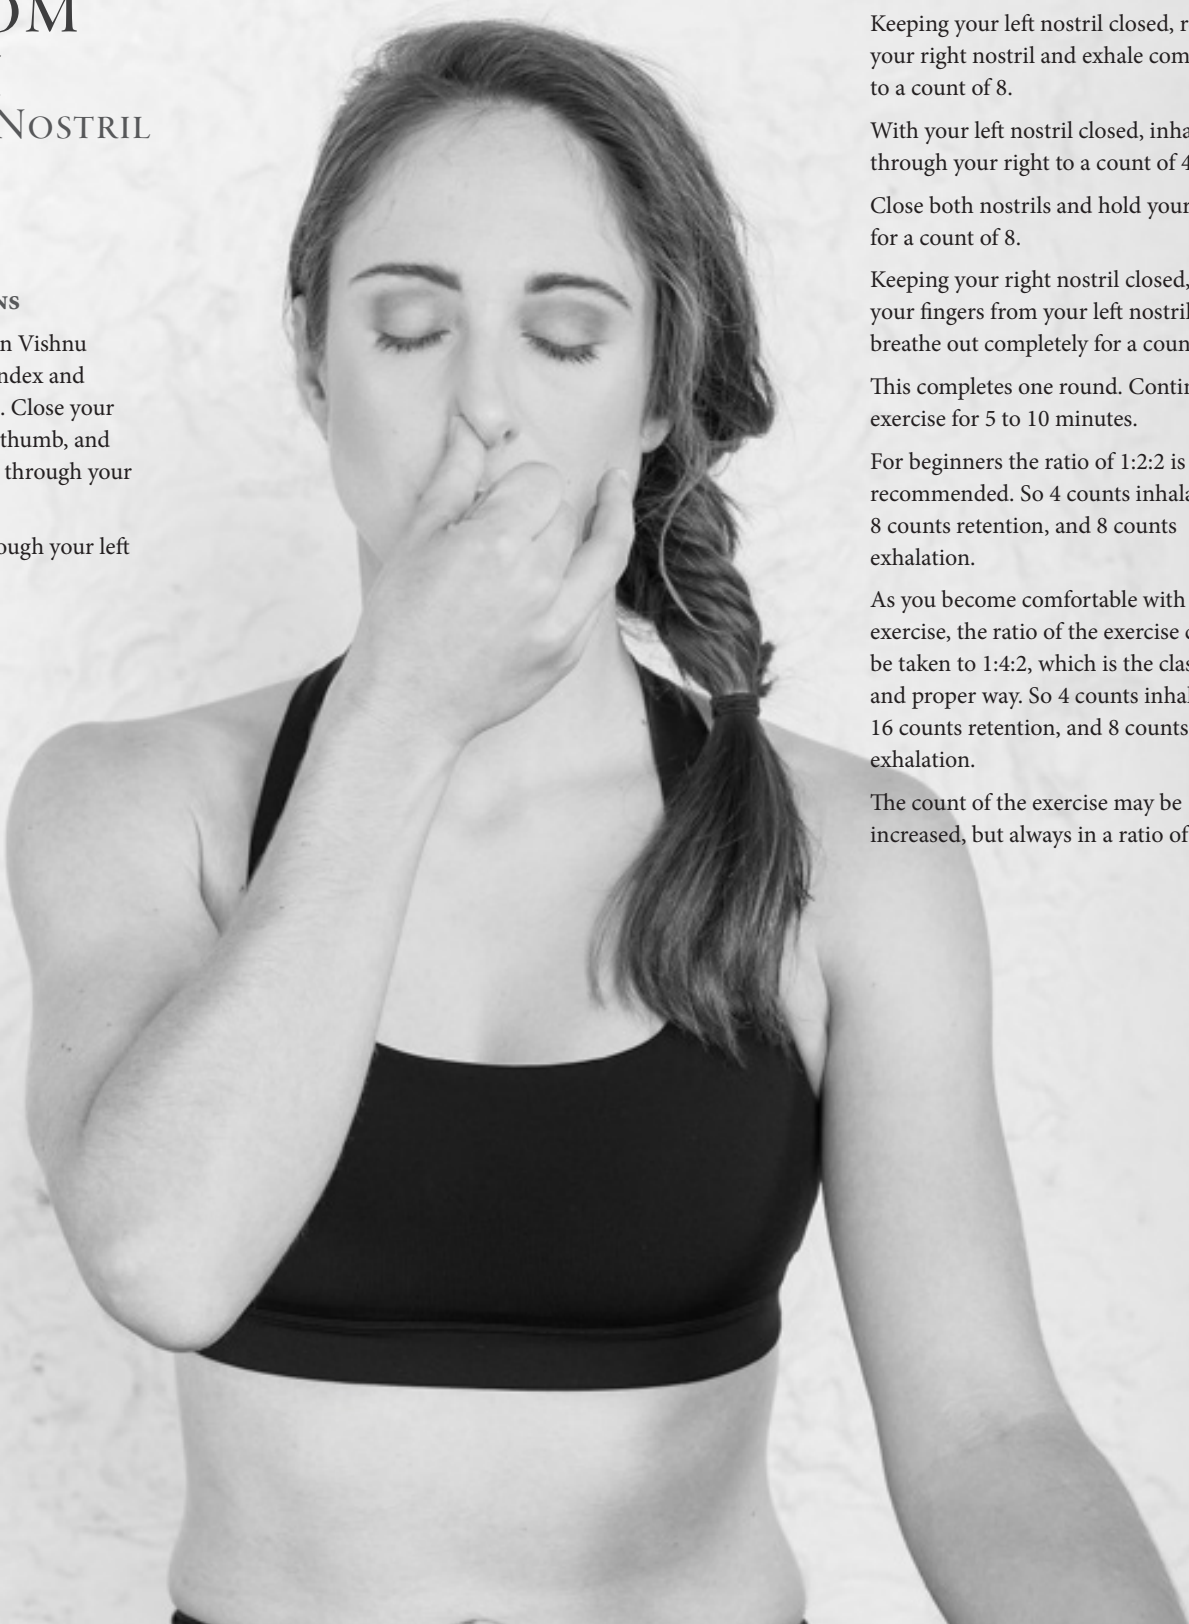 OM
NOSTRIL
NS
n Vishnu
ndex and
. Close your
thumb, and
through your
ough your left
Keeping your left nostril closed, r
your right nostril and exhale com
to a count of 8.
With your left nostril closed, inha
through your right to a count of 4
Close both nostrils and hold your
for a count of 8.
Keeping your right nostril closed,
your fingers from your left nostril
breathe out completely for a coun
This completes one round. Contin
exercise for 5 to 10 minutes.
For beginners the ratio of 1:2:2 is
recommended. So 4 counts inhala
8 counts retention, and 8 counts
exhalation.
As you become comfortable with
exercise, the ratio of the exercise c
be taken to 1:4:2, which is the clas
and proper way. So 4 counts inhal
16 counts retention, and 8 counts
exhalation.
The count of the exercise may be
increased, but always in a ratio of